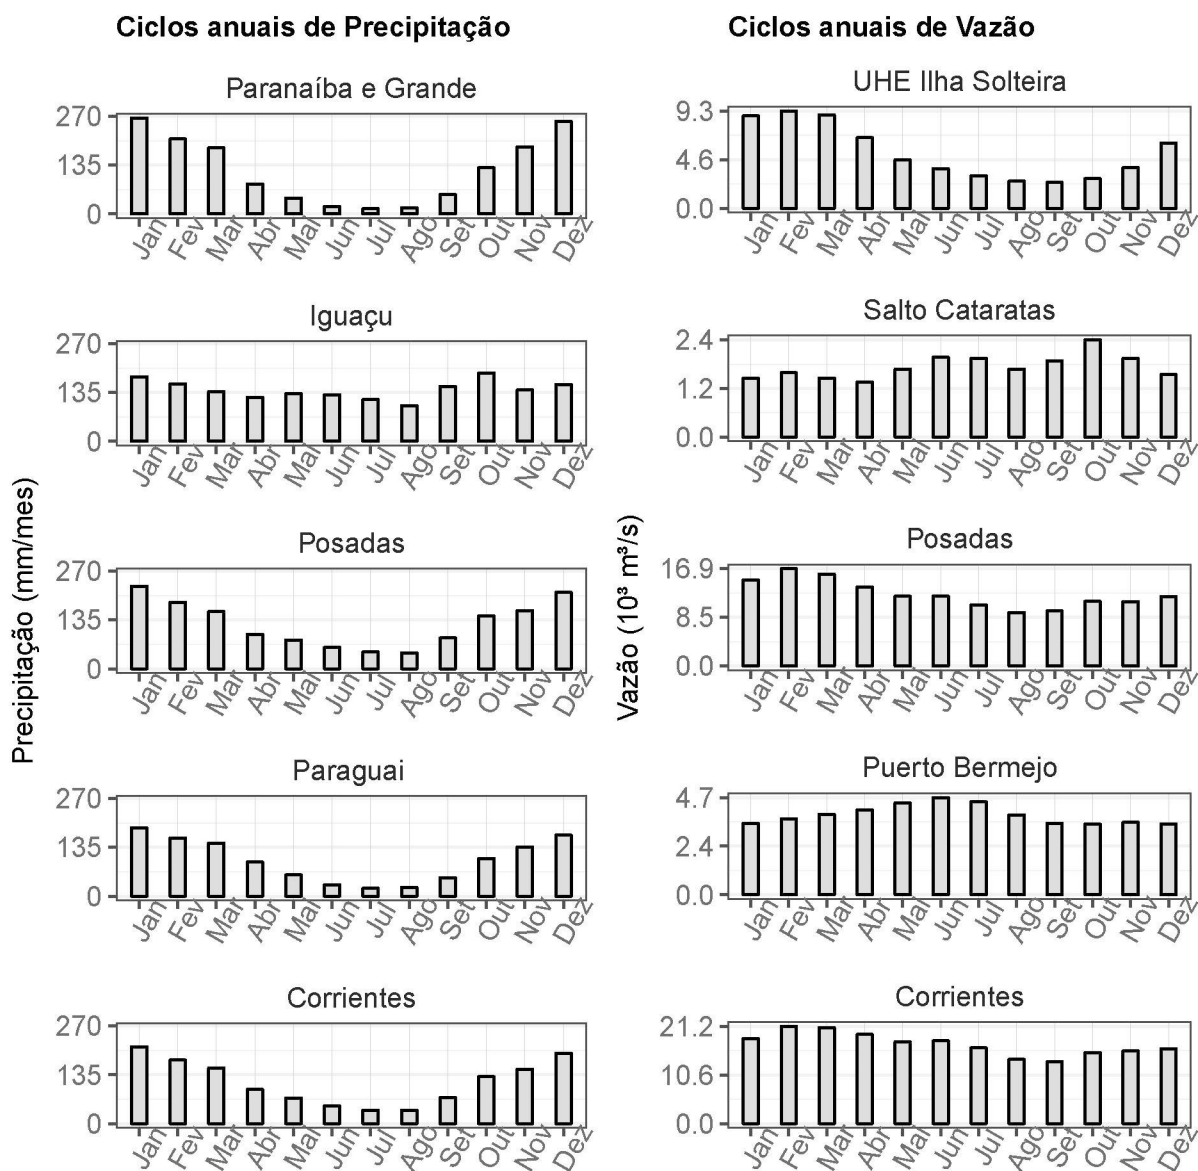 Ciclos anuais de Precipitação
Paranaíba e Grande
270
135
0
Jan Fev Mar Abr Mai Jun Jul Ago Set Out Nov Dez
Iguaçu
270
135
0
Jan Fev Mar Abr Mai Jun Jul Ago Set Out Nov Dez
Posadas
270
135
0
Jan Fev Mar Abr Mai Jun Jul Ago Set Out Nov Dez
Paraguai
270
135
0
Jan Fev Mar Abr Mai Jun Jul Ago Set Out Nov Dez
Corrientes
270
135
0
Jan Fev Mar Abr Mai Jun Jul Ago Set Out Nov Dez
Precipitação (mm/mes)
Ciclos anuais de Vazão
UHE Ilha Solteira
9.3
4.6
0.0
Jan Fev Mar Abr Mai Jun Jul Ago Set Out Nov Dez
Salto Cataratas
2.4
1.2
0.0
Jan Fev Mar Abr Mai Jun Jul Ago Set Out Nov Dez
Posadas
16.9
8.5
0.0
Jan Fev Mar Abr Mai Jun Jul Ago Set Out Nov Dez
Puerto Bermejo
4.7
2.4
0.0
Jan Fev Mar Abr Mai Jun Jul Ago Set Out Nov Dez
Corrientes
21.2
10.6
0.0
Jan Fev Mar Abr Mai Jun Jul Ago Set Out Nov Dez
Vazão (10³ m³/s)